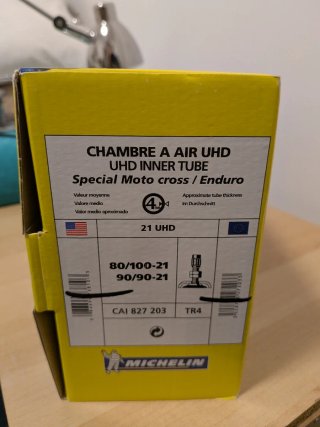 CHAMBRE A AIR UHD
UHD INNER TUBE
Special Moto cross / Enduro
Valeur moyenne
Valore medio
Valor medio aproximado
4
Approximate tube thickness
im Durchschnitt
21 UHD
80/100-21
90/90-21
CAI 827 203
TR4
MICHELIN